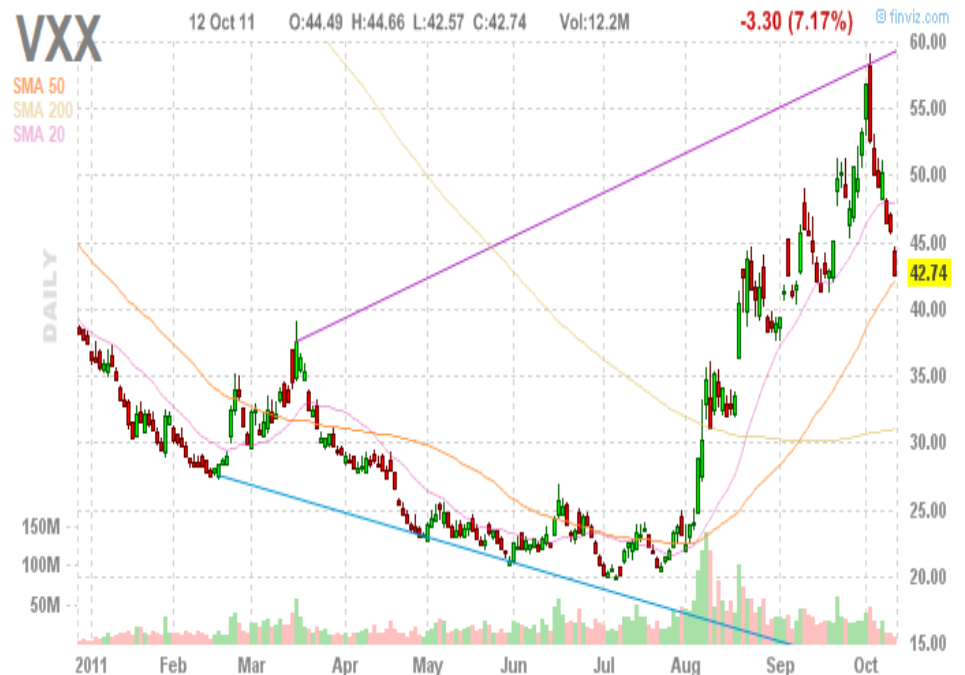 VXX 12 Oct 11 O:44.49 H:44.66 L:42.57 C:42.74 Vol:12.2M -3.30 (7.17%) © finviz.com
SMA 50
SMA 200
SMA 20
DAILY
60.00
55.00
50.00
45.00
42.74
40.00
35.00
30.00
25.00
20.00
15.00
150M
100M
50M
2011 Feb Mar Apr May Jun Jul Aug Sep Oct